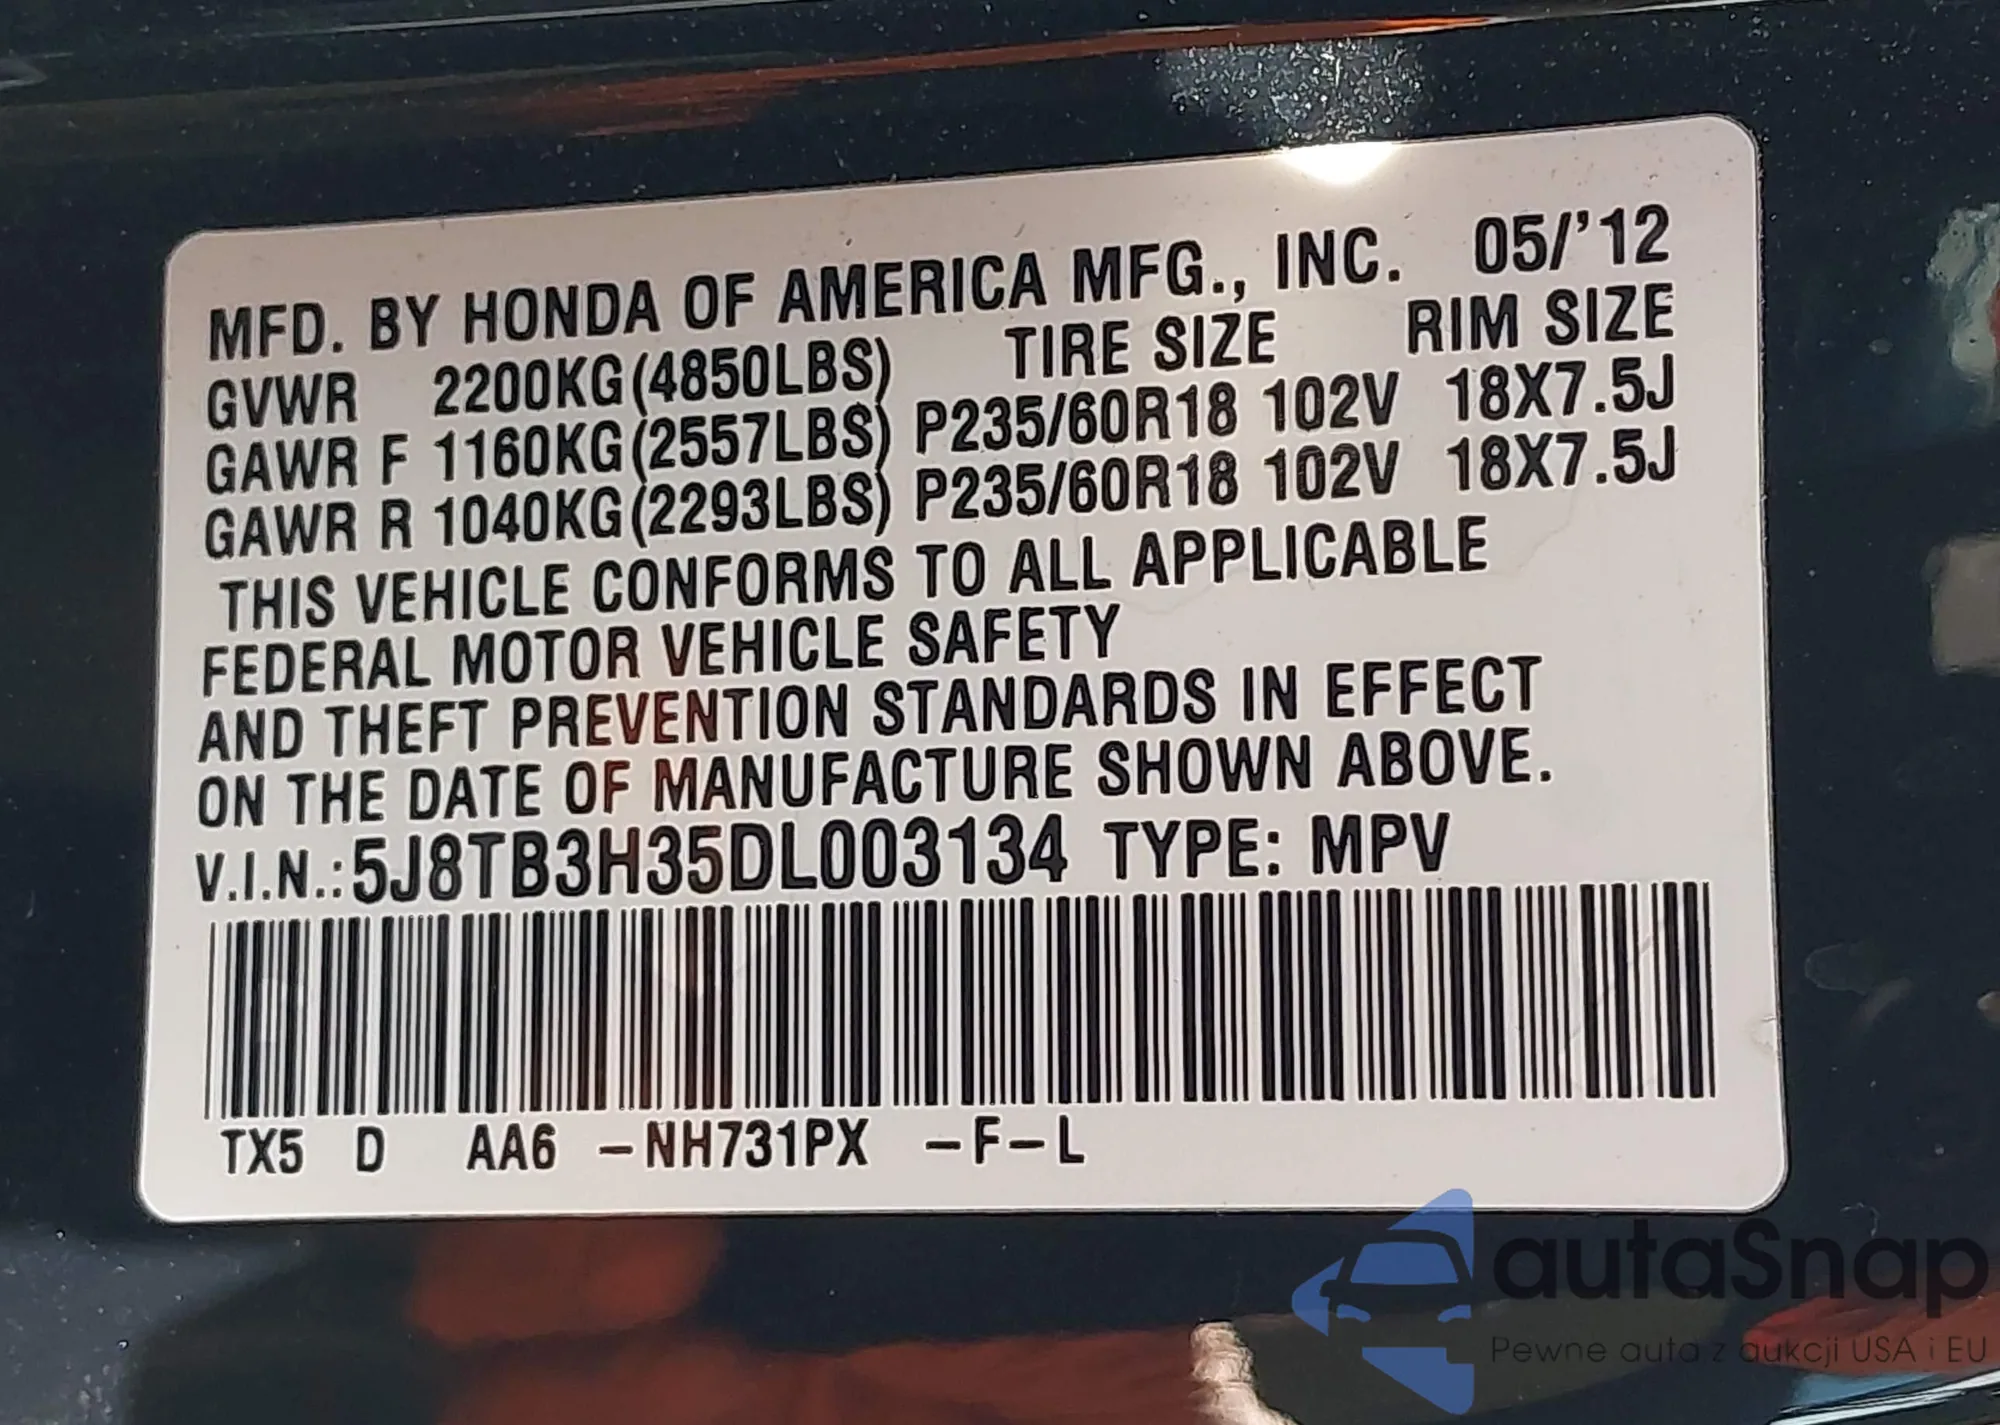 MFD. BY HONDA OF AMERICA MFG., INC. 05/'12
GVWR 2200KG(4850LBS) TIRE SIZE RIM SIZE
GAWR F 1160KG(2557LBS) P235/60R18 102V 18X7.5J
GAWR R 1040KG(2293LBS) P235/60R18 102V 18X7.5J
THIS VEHICLE CONFORMS TO ALL APPLICABLE
FEDERAL MOTOR VEHICLE SAFETY
AND THEFT PREVENTION STANDARDS IN EFFECT
ON THE DATE OF MANUFACTURE SHOWN ABOVE.
V.I.N.:5J8TB3H35DL003134 TYPE: MPV
TX5 D AA6 -NH731PX -F-L
autaSnap
Pewne auta z aukcji USA i EU